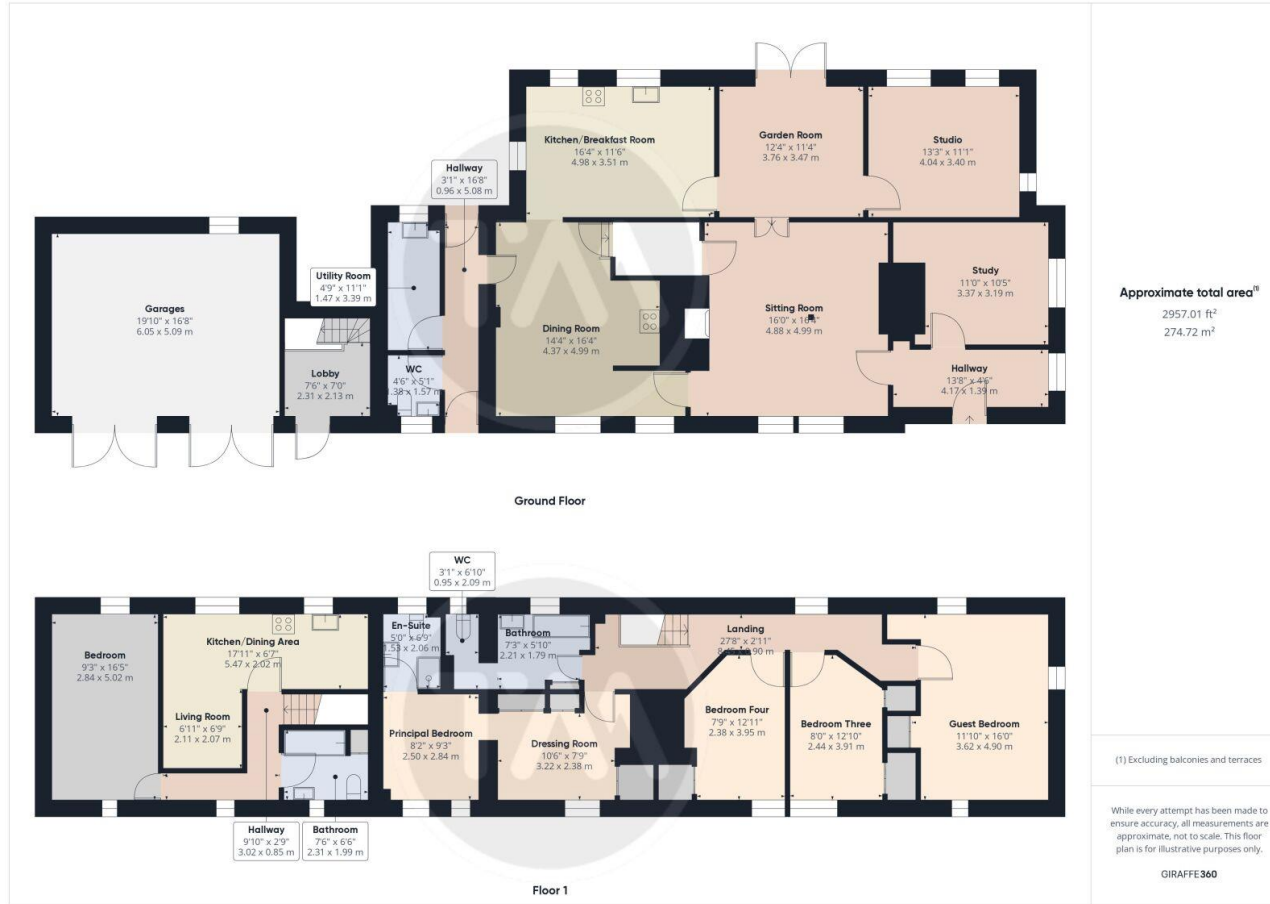 Kitchen/Breakfast Room
16'4" x 11'6"
4.98 x 3.51 m
Garden Room
12'4" x 11'4"
3.76 x 3.47 m
Studio
13'3" x 11'1"
4.04 x 3.40 m
Hallway
3'1" x 16'8"
0.96 x 5.08 m
Utility Room
4'9" x 11'1"
1.47 x 3.39 m
Garages
19'10" x 16'8"
6.05 x 5.09 m
Lobby
7'6" x 7'0"
2.31 x 2.13 m
WC
4'6" x 5'1"
1.38 x 1.57 m
Dining Room
14'4" x 16'4"
4.37 x 4.99 m
Sitting Room
16'0" x 16'4"
4.88 x 4.99 m
Study
11'0" x 10'5"
3.37 x 3.19 m
Hallway
13'8" x 4'6"
4.17 x 1.39 m
Ground Floor
WC
3'1" x 6'10"
0.95 x 2.09 m
Bedroom
9'3" x 16'5"
2.84 x 5.02 m
Kitchen/Dining Area
17'11" x 6'7"
5.47 x 2.02 m
Living Room
6'11" x 6'9"
2.11 x 2.07 m
En-Suite
5'0" x 6'9"
1.53 x 2.06 m
Bathroom
7'3" x 5'10"
2.21 x 1.79 m
Landing
27'8" x 2'11"
0.90 m
Principal Bedroom
8'2" x 9'3"
2.50 x 2.84 m
Dressing Room
10'6" x 7'9"
3.22 x 2.38 m
Bedroom Four
7'9" x 12'11"
2.38 x 3.95 m
Bedroom Three
8'0" x 12'10"
2.44 x 3.91 m
Guest Bedroom
11'10" x 16'0"
3.62 x 4.90 m
Hallway
9'10" x 2'9"
3.02 x 0.85 m
Bathroom
7'6" x 6'6"
2.31 x 1.99 m
Floor 1
Approximate total area(1)
2957.01 ft²
274.72 m²
(1) Excluding balconies and terraces
While every attempt has been made to
ensure accuracy, all measurements are
approximate, not to scale. This floor
plan is for illustrative purposes only.
GIRAFFE360